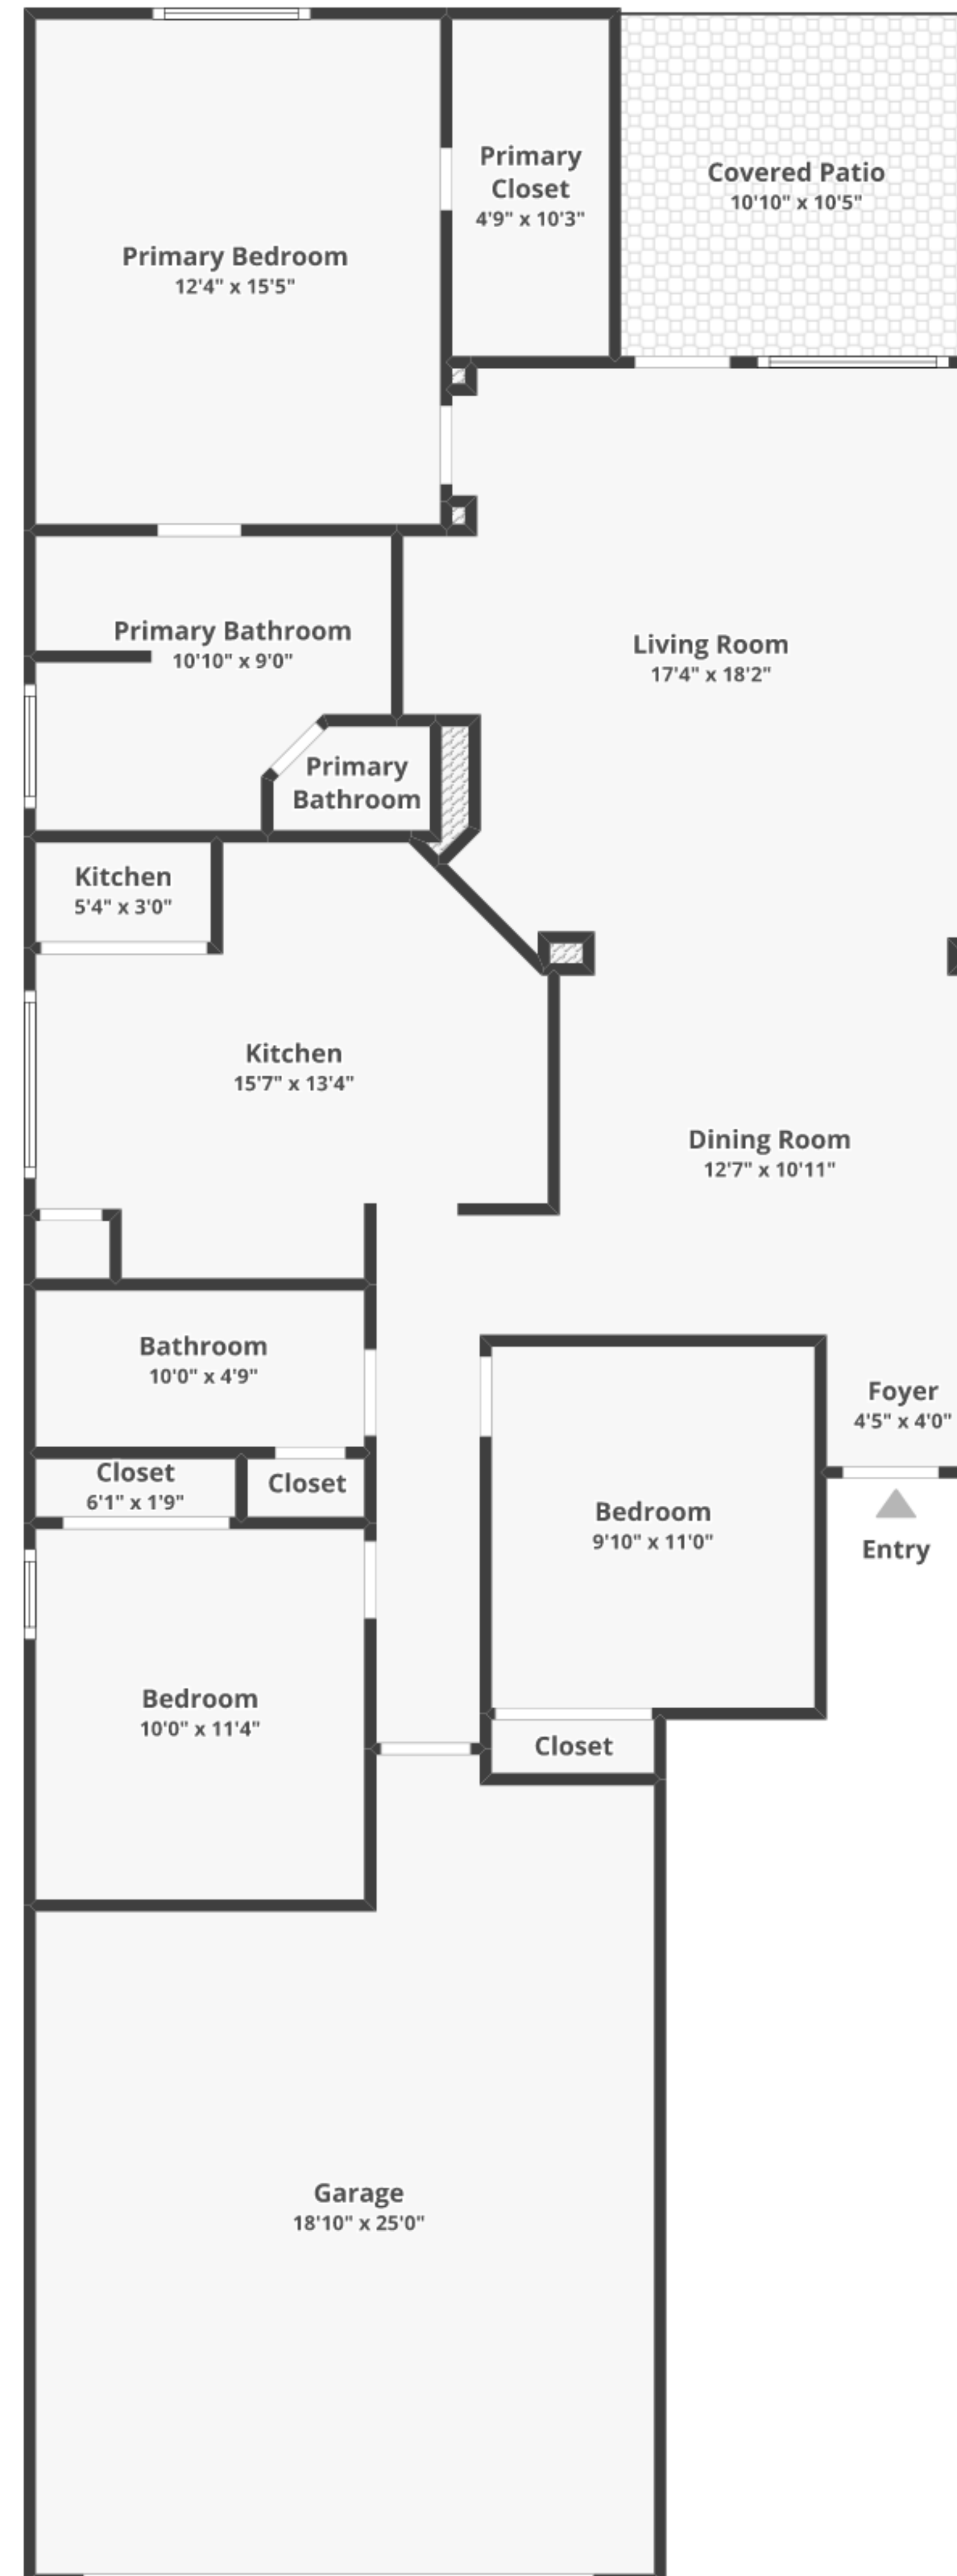 Primary
Closet
4'9" x 10'3"
Covered Patio
10'10" x 10'5"
Primary Bedroom
12'4" x 15'5"
Primary Bathroom
10'10" x 9'0"
Living Room
17'4" x 18'2"
Primary
Bathroom
Kitchen
5'4" x 3'0"
Kitchen
15'7" x 13'4"
Dining Room
12'7" x 10'11"
Bathroom
10'0" x 4'9"
Foyer
4'5" x 4'0"
Closet
6'1" x 1'9"
Closet
Bedroom
9'10" x 11'0"
Entry
Bedroom
10'0" x 11'4"
Closet
Garage
18'10" x 25'0"